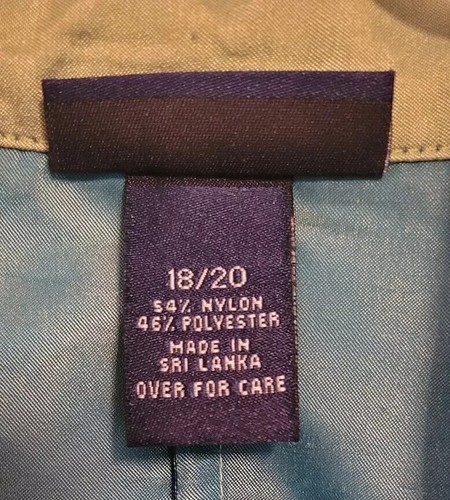 18/20
54% NYLON
46% POLYESTER
MADE IN
SRI LANKA
OVER FOR CARE